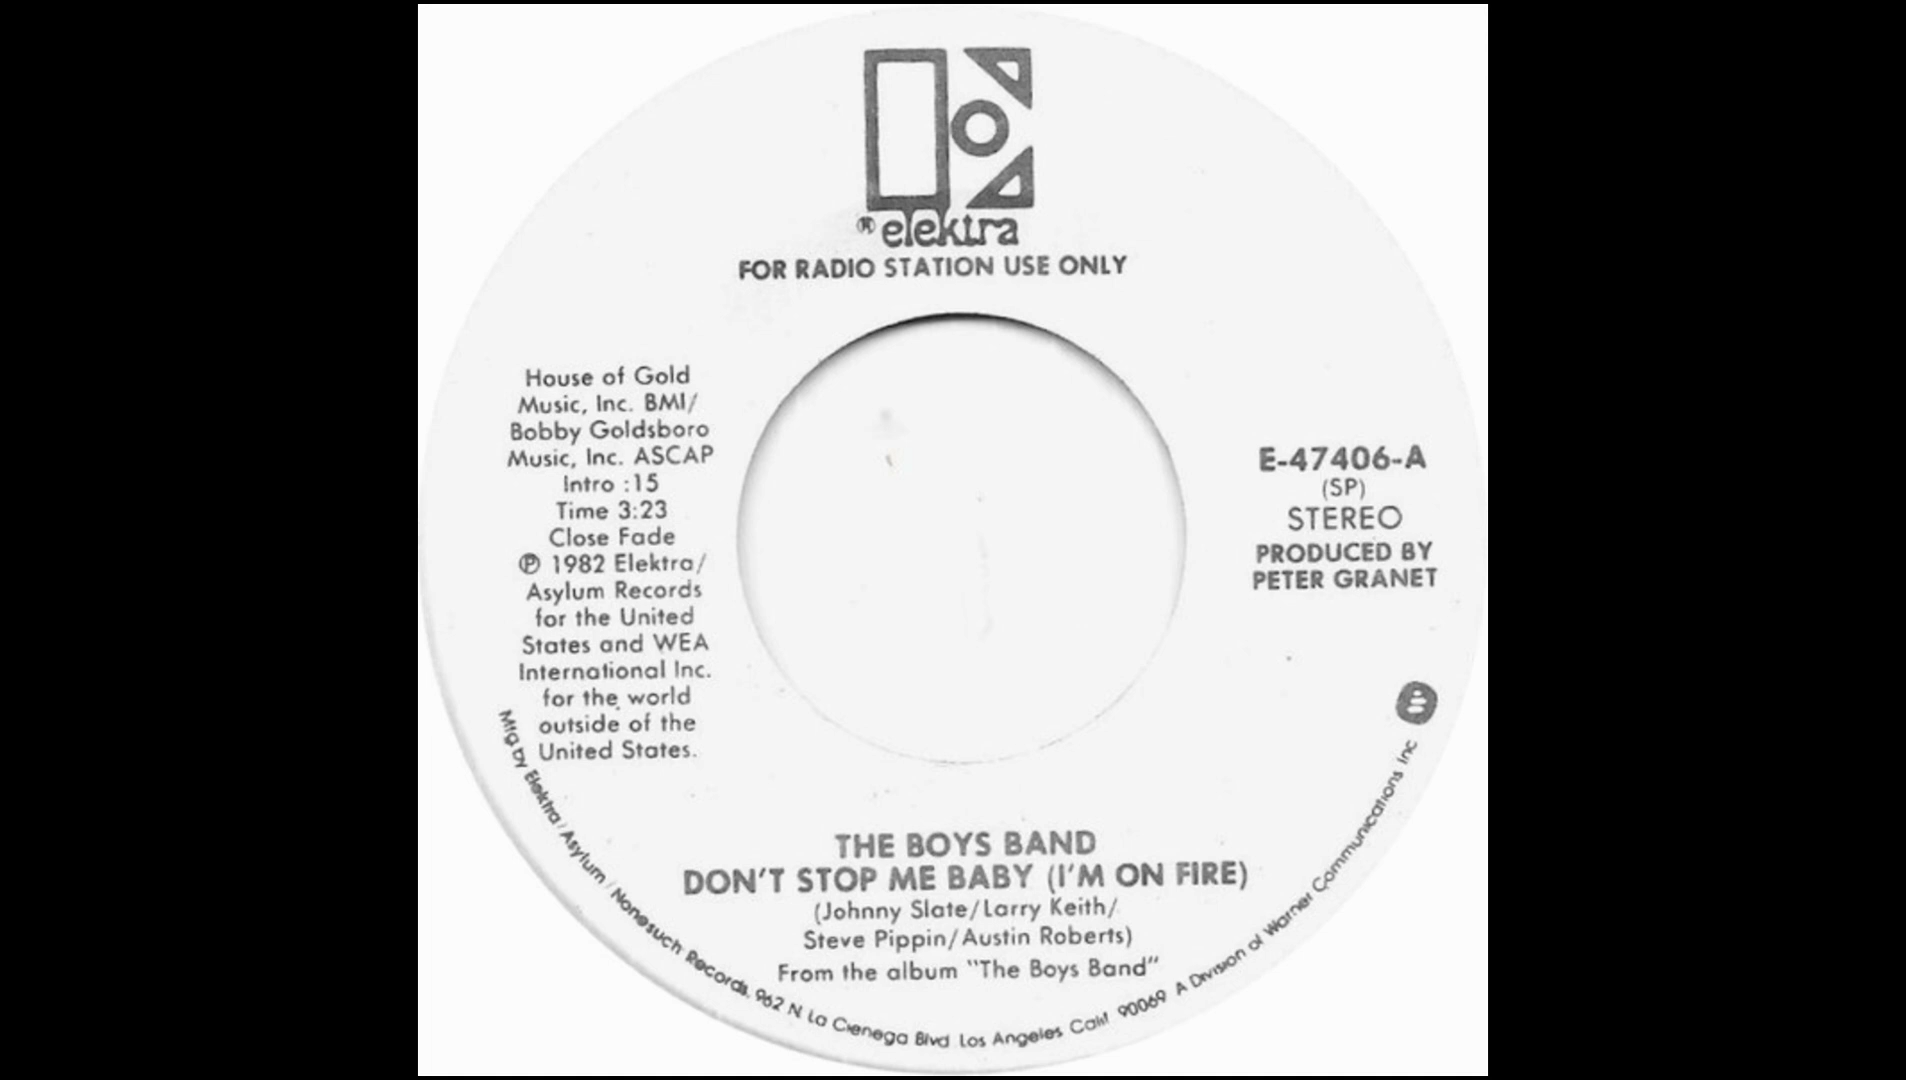 ® elektra
FOR RADIO STATION USE ONLY
House of Gold
Music, Inc. BMI/
Bobby Goldsboro
Music, Inc. ASCAP
Intro :15
Time 3:23
Close Fade
℗ 1982 Elektra/
Asylum Records
for the United
States and WEA
International Inc.
for the world
outside of the
United States.
E-47406-A
(SP)
STEREO
PRODUCED BY
PETER GRANET
THE BOYS BAND
DON'T STOP ME BABY (I'M ON FIRE)
(Johnny Slate/Larry Keith/
Steve Pippin/Austin Roberts)
From the album "The Boys Band"
Mfg by Elektra/Asylum/Nonesuch Records, 962 N La Cienega Blvd Los Angeles Calif 90069 A Division of Warner Communications Inc